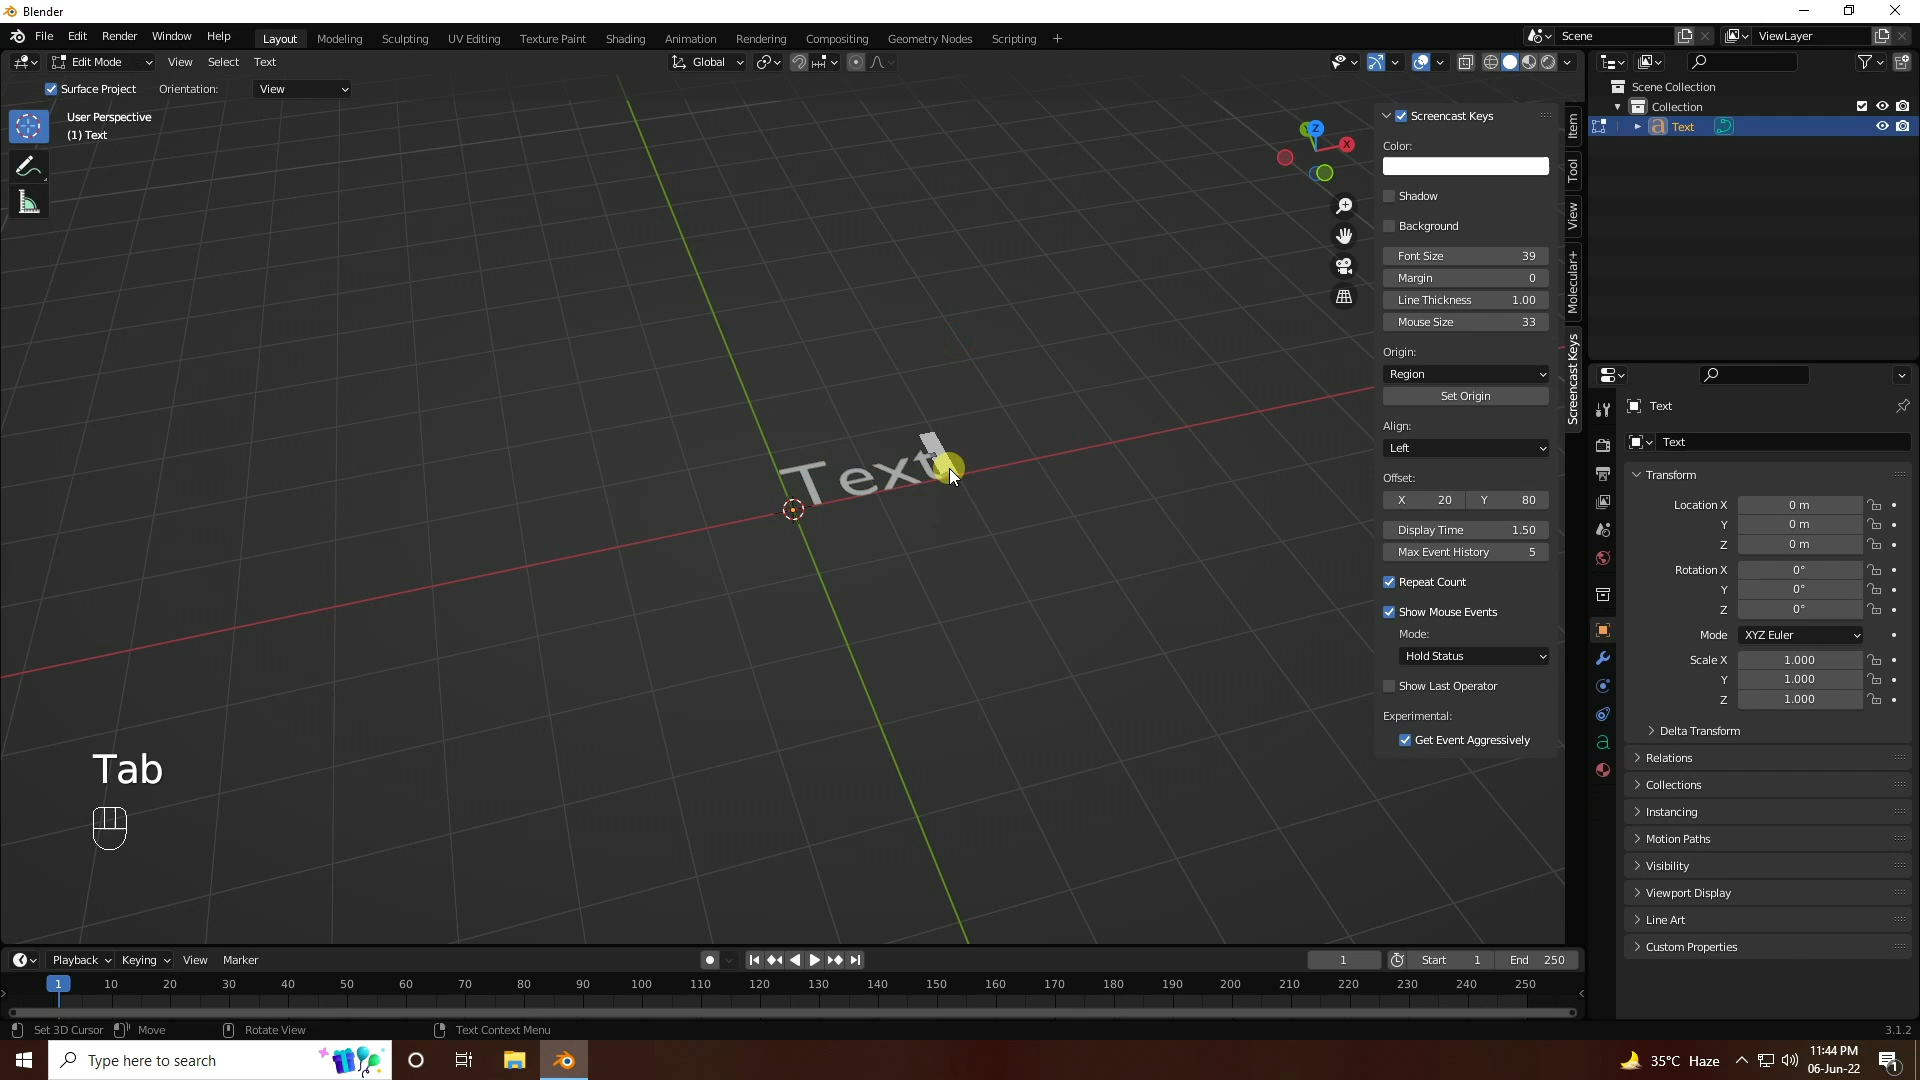 Blender
File Edit Render Window Help
Layout Modeling Sculpting UV Editing Texture Paint Shading Animation Rendering Compositing Geometry Nodes Scripting +
Scene
ViewLayer
Edit Mode View Select Text
Global
Surface Project Orientation: View
User Perspective
(1) Text
Z
X
Text
Tab
Screencast Keys
Color:
Shadow
Background
Font Size 39
Margin 0
Line Thickness 1.00
Mouse Size 33
Origin:
Region
Set Origin
Align:
Left
Offset:
X 20 Y 80
Display Time 1.50
Max Event History 5
Repeat Count
Show Mouse Events
Mode:
Hold Status
Show Last Operator
Experimental:
Get Event Aggressively
Item
Tool
View
Molecular+
Screencast Keys
Scene Collection
Collection
Text
Text
Text
Transform
Location X 0 m
Y 0 m
Z 0 m
Rotation X 0°
Y 0°
Z 0°
Mode XYZ Euler
Scale X 1.000
Y 1.000
Z 1.000
Delta Transform
Relations
Collections
Instancing
Motion Paths
Visibility
Viewport Display
Line Art
Custom Properties
Playback Keying View Marker
1 Start 1 End 250
1 10 20 30 40 50 60 70 80 90 100 110 120 130 140 150 160 170 180 190 200 210 220 230 240 250
Set 3D Cursor Move Rotate View Text Context Menu
3.1.2
Type here to search
35°C Haze
11:44 PM
06-Jun-22
1